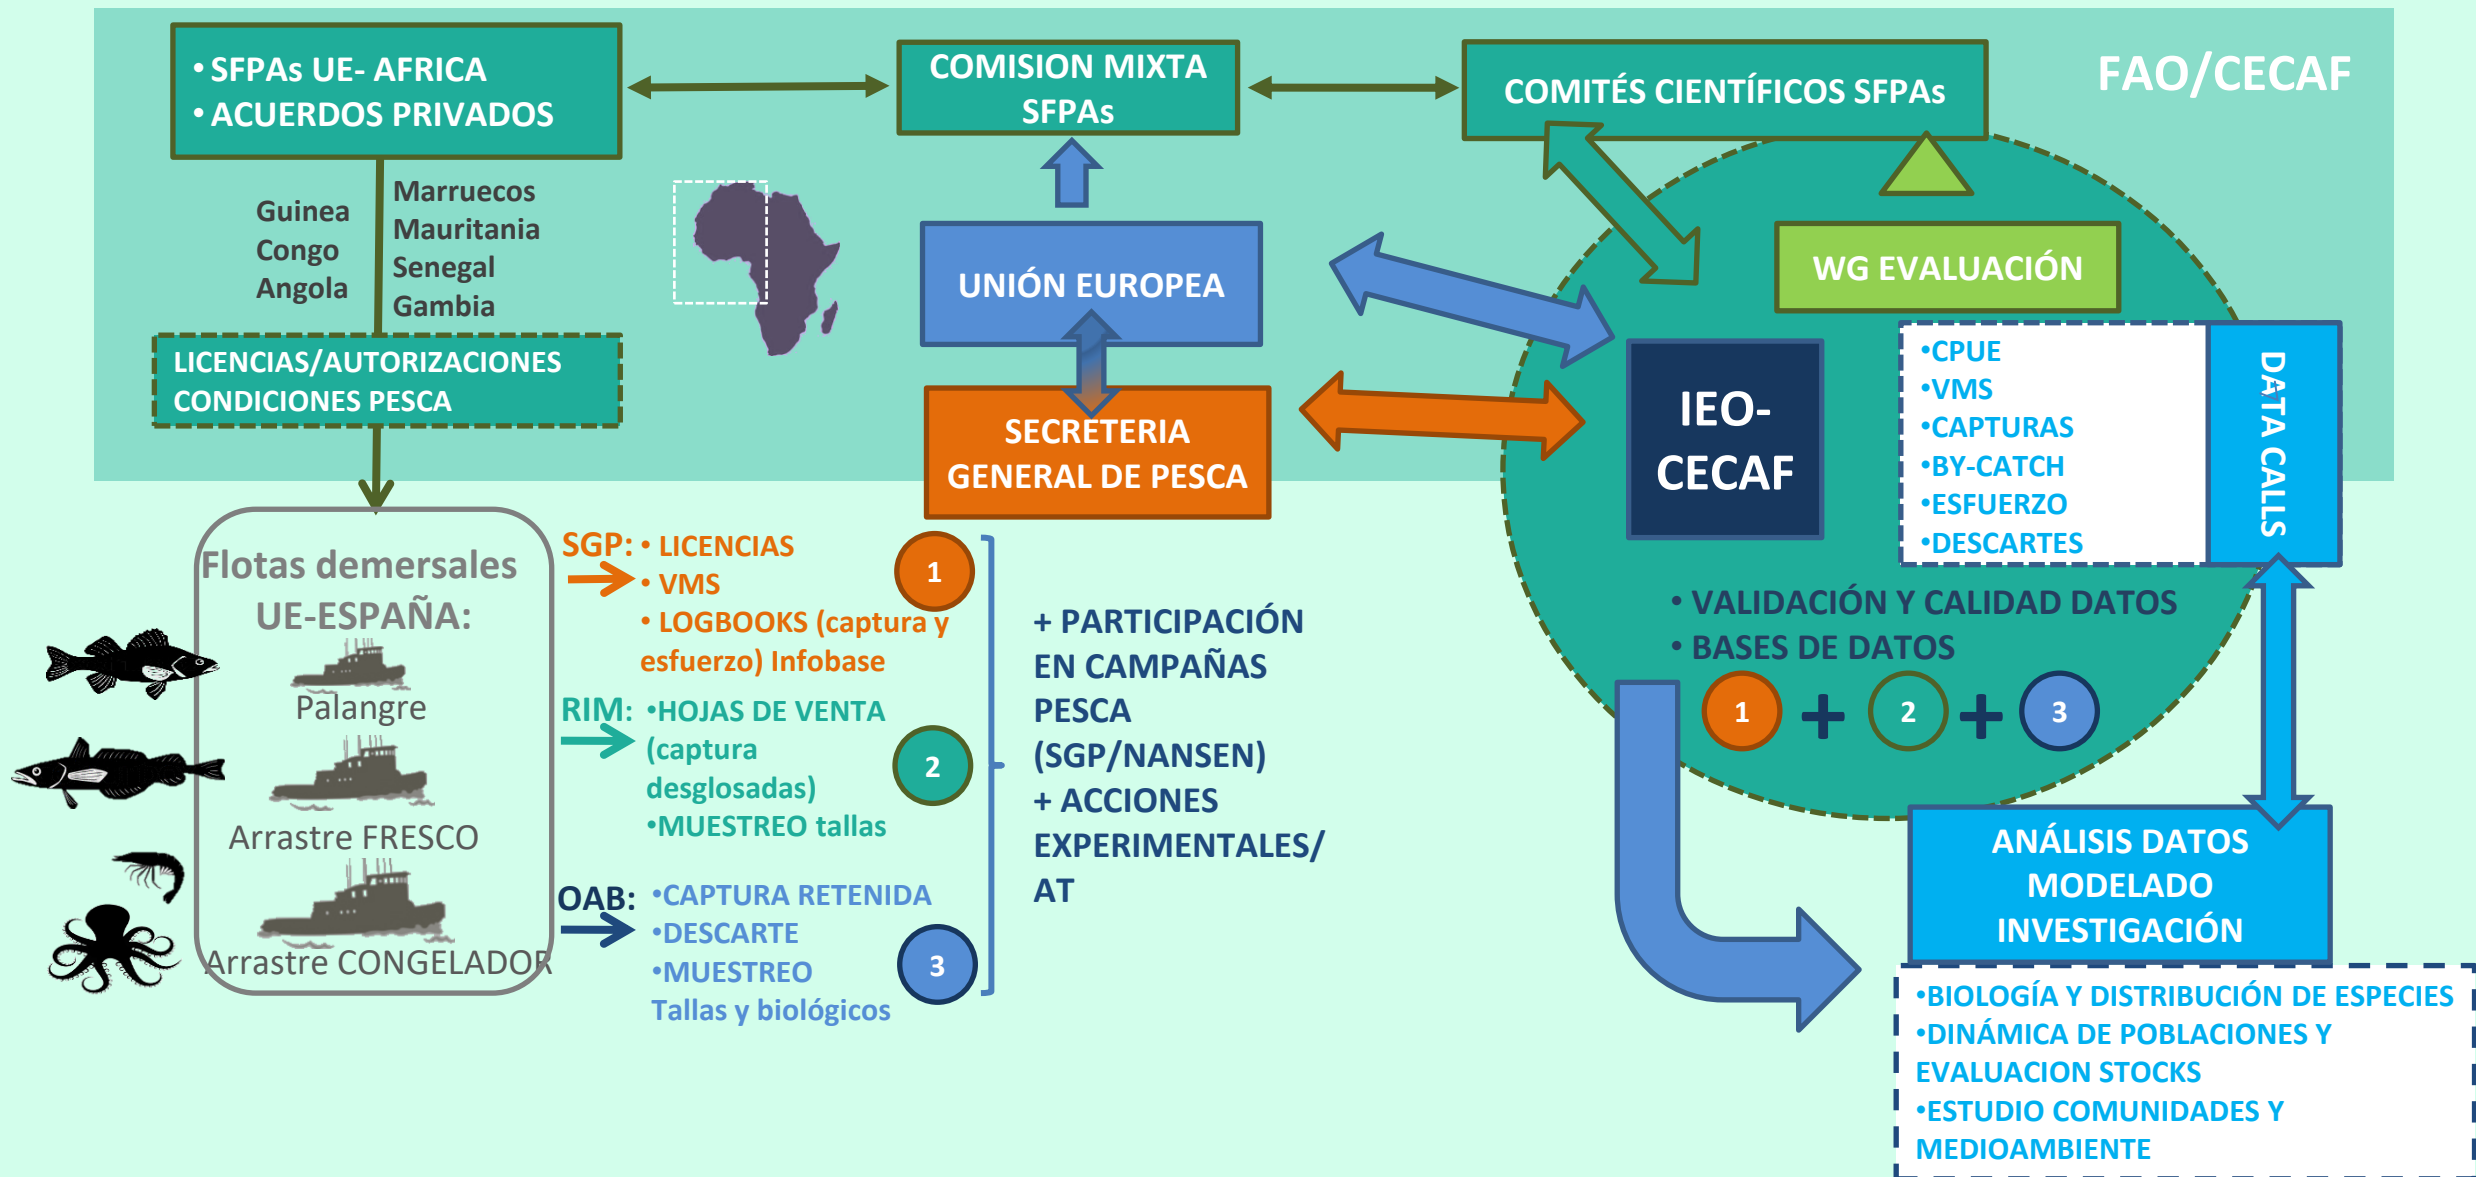 • SFPAs UE- AFRICA
• ACUERDOS PRIVADOS
COMISION MIXTA
SFPAs
COMITÉS CIENTÍFICOS SFPAs
FAO/CECAF
Guinea
Congo
Angola
Marruecos
Mauritania
Senegal
Gambia
LICENCIAS/AUTORIZACIONES
CONDICIONES PESCA
UNIÓN EUROPEA
SECRETERIA
GENERAL DE PESCA
WG EVALUACIÓN
IEO-
CECAF
•CPUE
•VMS
•CAPTURAS
•BY-CATCH
•ESFUERZO
•DESCARTES
DATA CALLS
• VALIDACIÓN Y CALIDAD DATOS
• BASES DE DATOS
1 + 2 + 3
Flotas demersales
UE-ESPAÑA:
Palangre
Arrastre FRESCO
Arrastre CONGELADOR
SGP: • LICENCIAS
• VMS
• LOGBOOKS (captura y
esfuerzo) Infobase
1
RIM: •HOJAS DE VENTA
(captura
desglosadas)
•MUESTREO tallas
2
OAB: •CAPTURA RETENIDA
•DESCARTE
•MUESTREO
Tallas y biológicos
3
+ PARTICIPACIÓN
EN CAMPAÑAS
PESCA
(SGP/NANSEN)
+ ACCIONES
EXPERIMENTALES/
AT
ANÁLISIS DATOS
MODELADO
INVESTIGACIÓN
•BIOLOGÍA Y DISTRIBUCIÓN DE ESPECIES
•DINÁMICA DE POBLACIONES Y
EVALUACION STOCKS
•ESTUDIO COMUNIDADES Y
MEDIOAMBIENTE